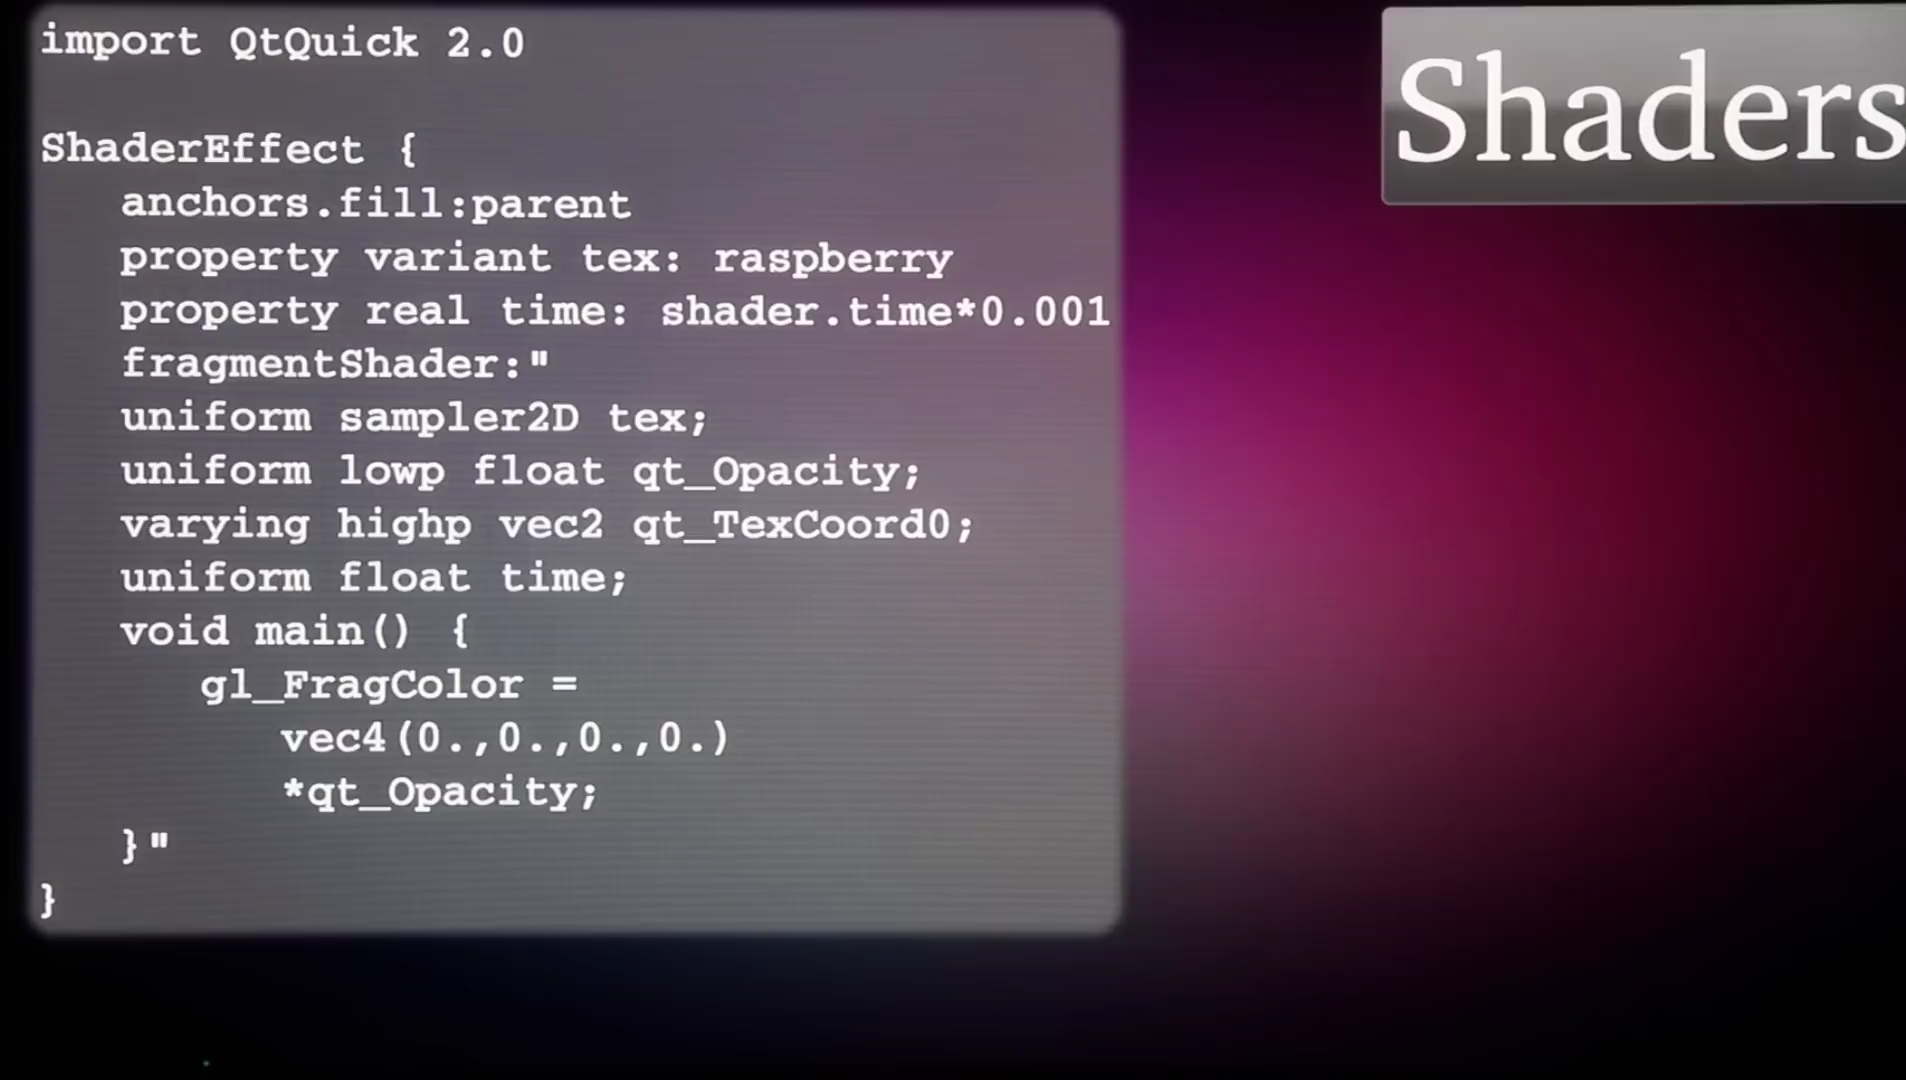 import QtQuick 2.0
ShaderEffect {
anchors.fill:parent
property variant tex: raspberry
property real time: shader.time*0.001
fragmentShader:"
uniform sampler2D tex;
uniform lowp float qt_Opacity;
varying highp vec2 qt_TexCoord0;
uniform float time;
void main() {
gl_FragColor =
vec4(0.,0.,0.,0.)
*qt_Opacity;
}"
}
Shaders